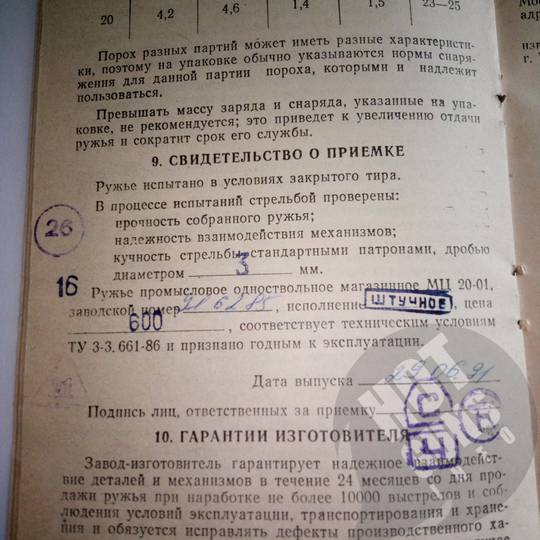 20 4,2 4,6 1,4 1,5 23—25
Порох разных партий может иметь разные характеристи-
ки, поэтому на упаковке обычно указываются нормы снаря-
жения для данной партии пороха, которыми и надлежит
пользоваться.
Превышать массу заряда и снаряда, указанные на упа-
ковке, не рекомендуется; это приведет к увеличению отдачи
ружья и сократит срок его службы.
9. СВИДЕТЕЛЬСТВО О ПРИЕМКЕ
Ружье испытано в условиях закрытого тира.
В процессе испытаний стрельбой проверены:
26
прочность собранного ружья;
надежность взаимодействия механизмов;
кучность стрельбы стандартными патронами, дробью
диаметром 3 мм.
16
Ружье промысловое одноствольное магазинное МЦ 20-01,
заводской номер , исполнение ШТУЧНОЕ, цена
600 , соответствует техническим условиям
ТУ 3-3.661-86 и признано годным к эксплуатации.
Дата выпуска 29 06 91
Подпись лиц, ответственных за приемку
10. ГАРАНТИИ ИЗГОТОВИТЕЛЯ
Завод-изготовитель гарантирует надежное взаимодейст-
вие деталей и механизмов в течение 24 месяцев со дня про-
дажи ружья при наработке не более 10000 выстрелов и соб-
людения условий эксплуатации, транспортирования и хране-
ния и обязуется исправлять дефекты производственного ха-